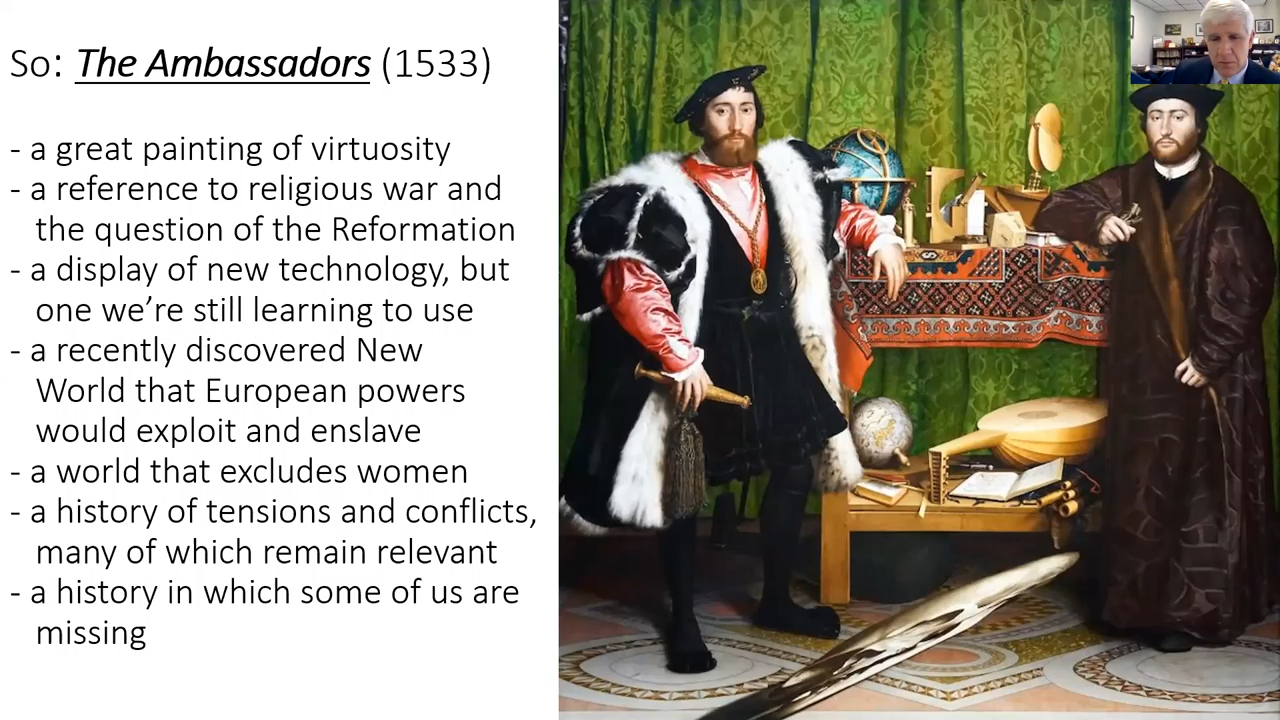 So: The Ambassadors (1533)
- a great painting of virtuosity
- a reference to religious war and
the question of the Reformation
- a display of new technology, but
one we’re still learning to use
- a recently discovered New
World that European powers
would exploit and enslave
- a world that excludes women
- a history of tensions and conflicts,
many of which remain relevant
- a history in which some of us are
missing